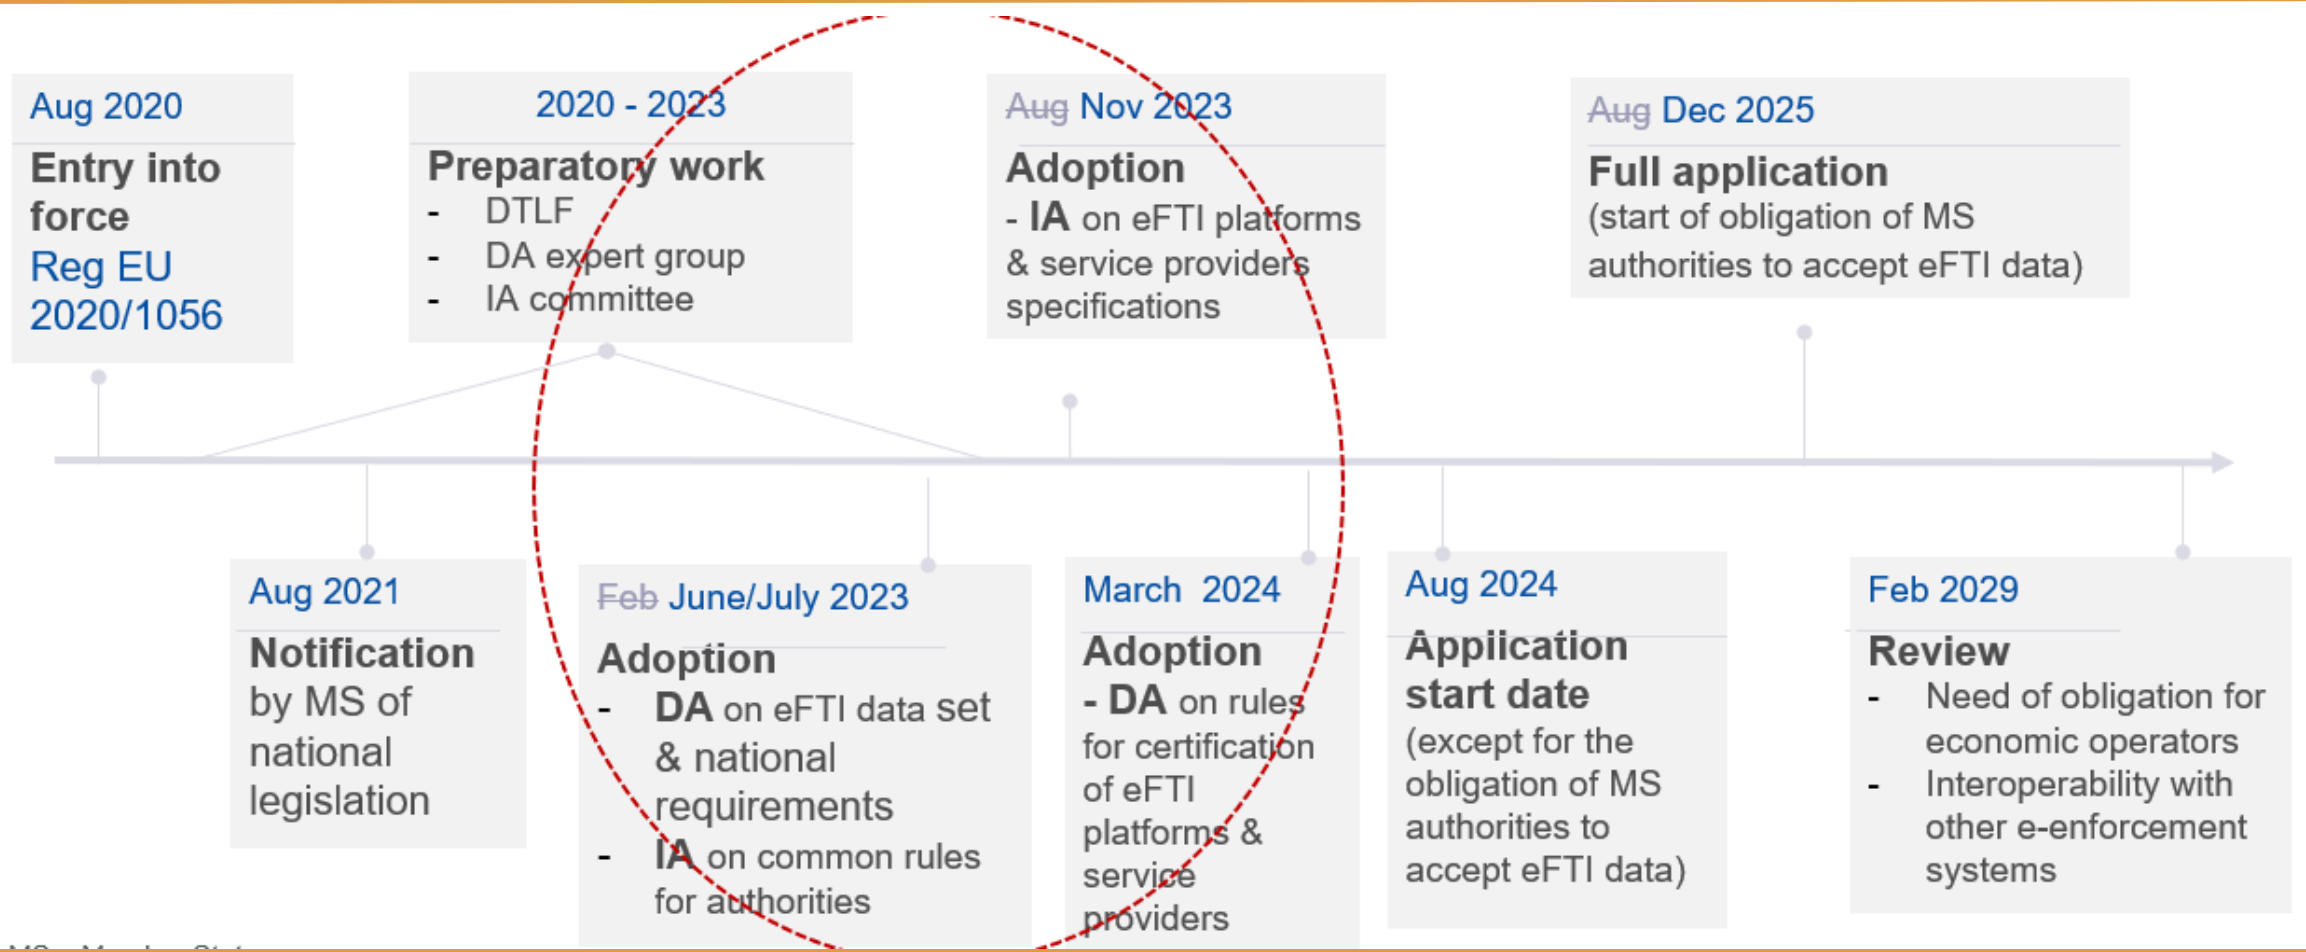 Aug 2020
Entry into
force
Reg EU
2020/1056
2020 - 2023
Preparatory work
- DTLF
- DA expert group
- IA committee
Aug Nov 2023
Adoption
- IA on eFTI platforms
& service providers
specifications
Aug Dec 2025
Full application
(start of obligation of MS
authorities to accept eFTI data)
Aug 2021
Notification
by MS of
national
legislation
Feb June/July 2023
Adoption
- DA on eFTI data set
& national
requirements
- IA on common rules
for authorities
March 2024
Adoption
- DA on rules
for certification
of eFTI
platforms &
service
providers
Aug 2024
Application
start date
(except for the
obligation of MS
authorities to
accept eFTI data)
Feb 2029
Review
- Need of obligation for
economic operators
- Interoperability with
other e-enforcement
systems